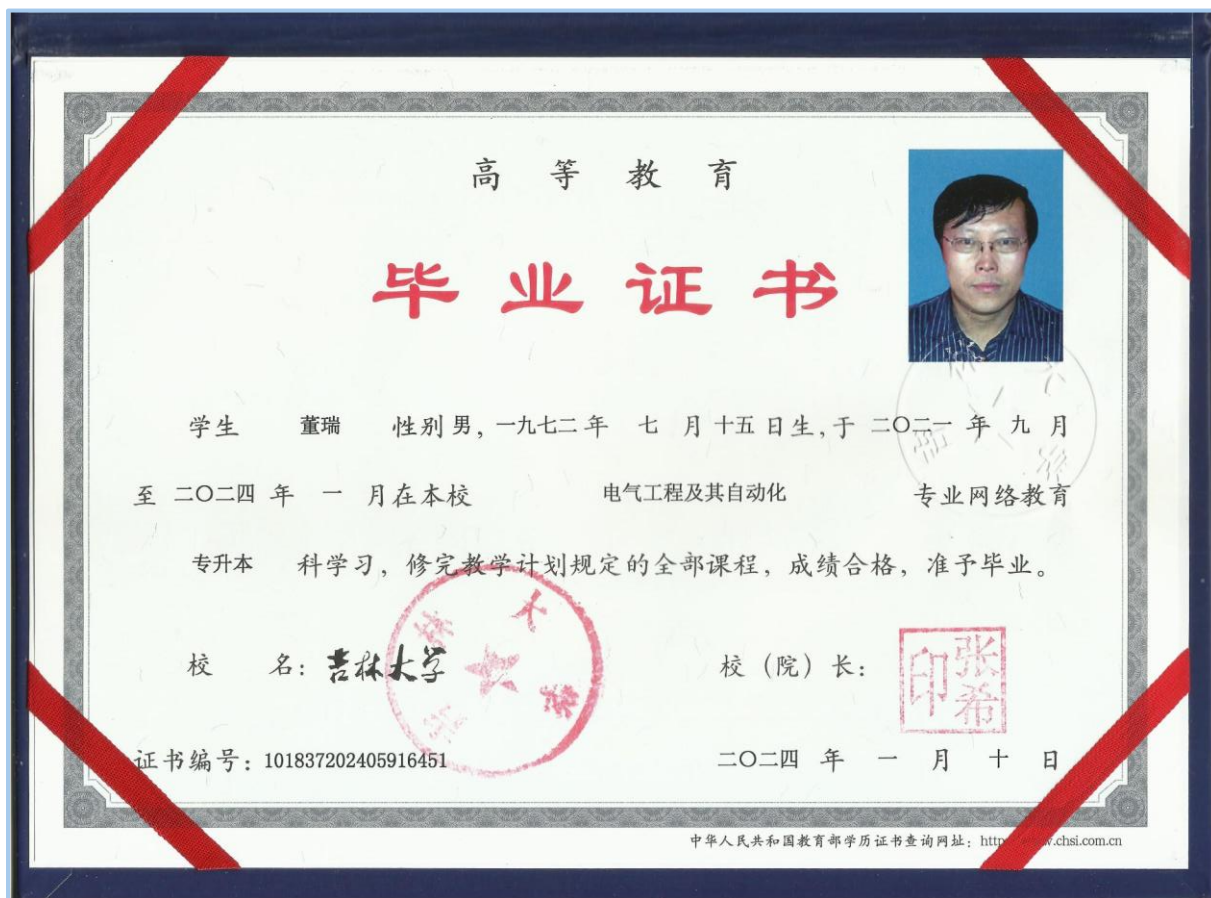 高等教育
毕业证书
学生 董瑞 性别 男，一九七二年 七 月 十五 日生，于 二〇二一 年 九 月
至 二〇二四 年 一 月在本校 电气工程及其自动化 专业网络教育
专升本 科学习，修完教学计划规定的全部课程，成绩合格，准予毕业。
校 名：吉林大学
吉林大学
校（院）长：
张希印
证书编号：101837202405916451
二〇二四 年 一 月 十 日
中华人民共和国教育部学历证书查询网址：http .chsi.com.cn